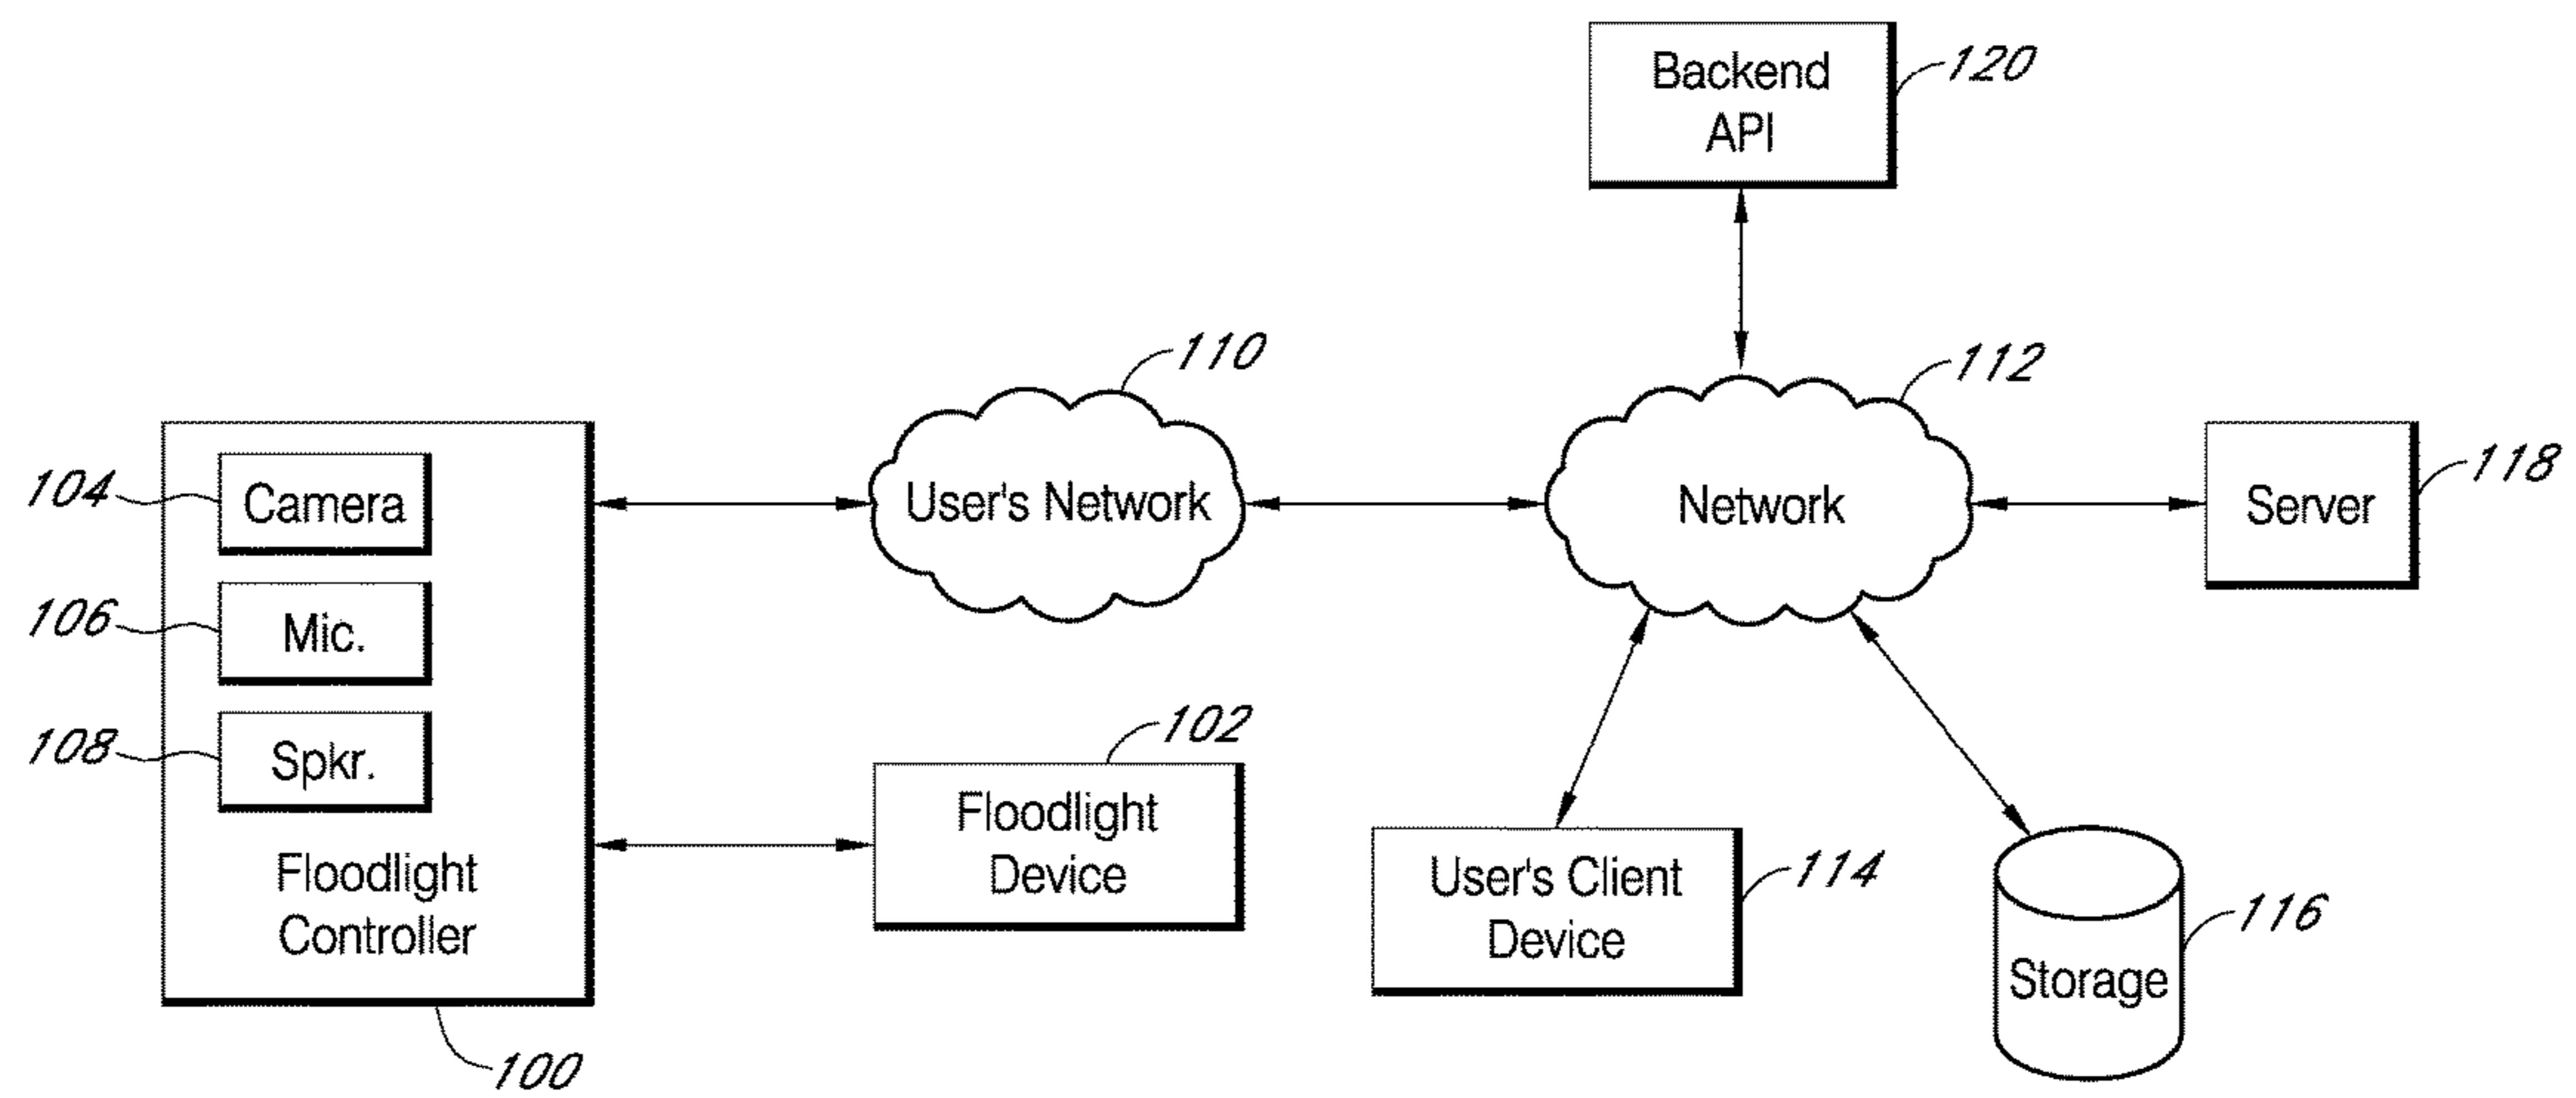 Backend
API
120
110
112
104
Camera
User's Network
Network
Server
118
106
Mic.
108
Spkr.
102
Floodlight
Device
Floodlight
Controller
User's Client
Device
114
116
Storage
100